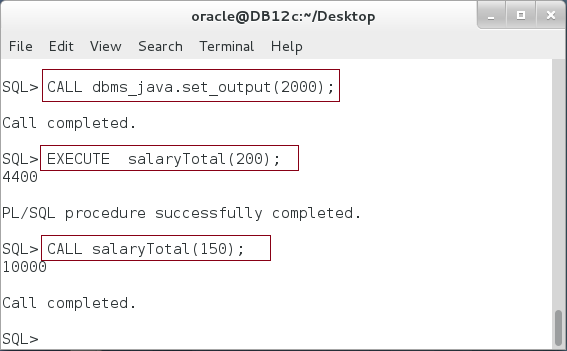 oracle@DB12c:~/Desktop
File Edit View Search Terminal Help
SQL> CALL dbms_java.set_output(2000);
Call completed.
SQL> EXECUTE  salaryTotal(200);
4400
PL/SQL procedure successfully completed.
SQL> CALL salaryTotal(150);
10000
Call completed.
SQL>